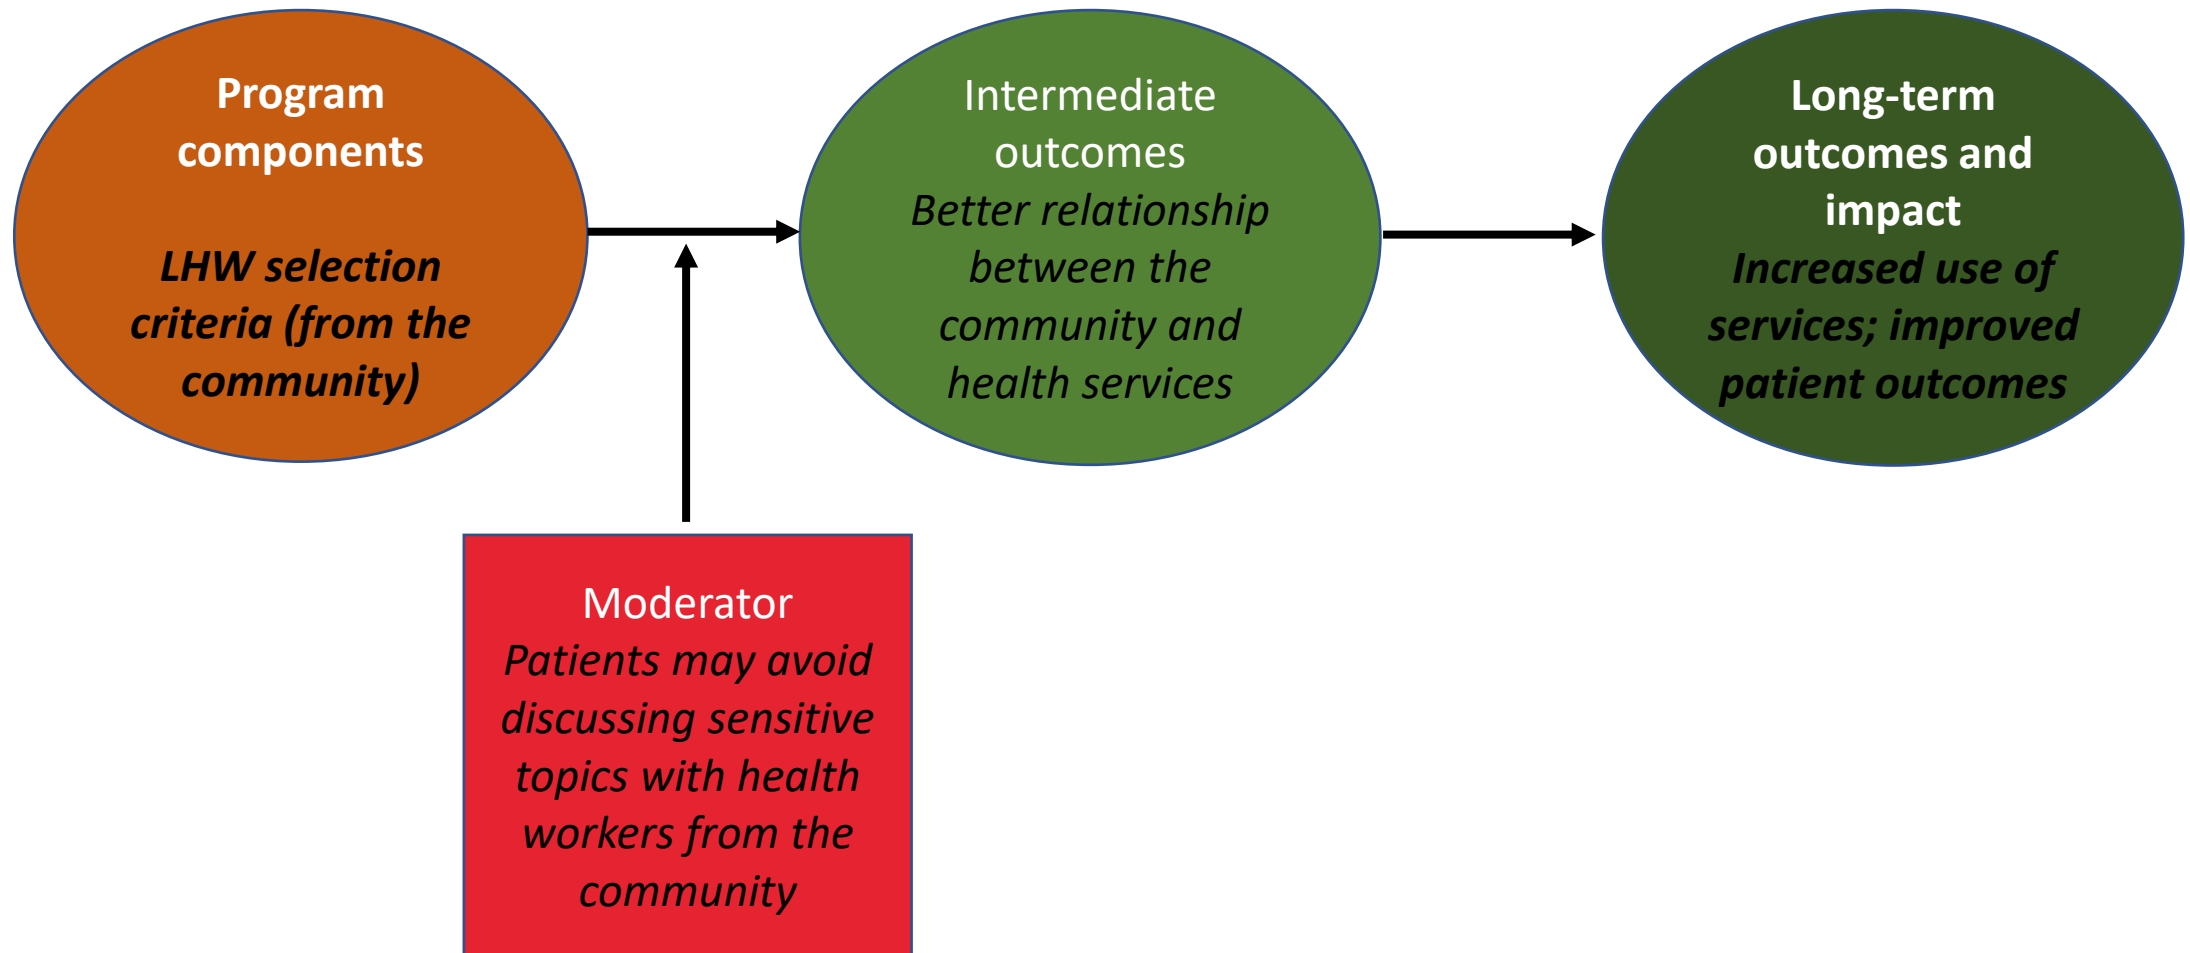 Program
components
LHW selection
criteria (from the
community)
Intermediate
outcomes
Better relationship
between the
community and
health services
Long-term
outcomes and
impact
Increased use of
services; improved
patient outcomes
Moderator
Patients may avoid
discussing sensitive
topics with health
workers from the
community